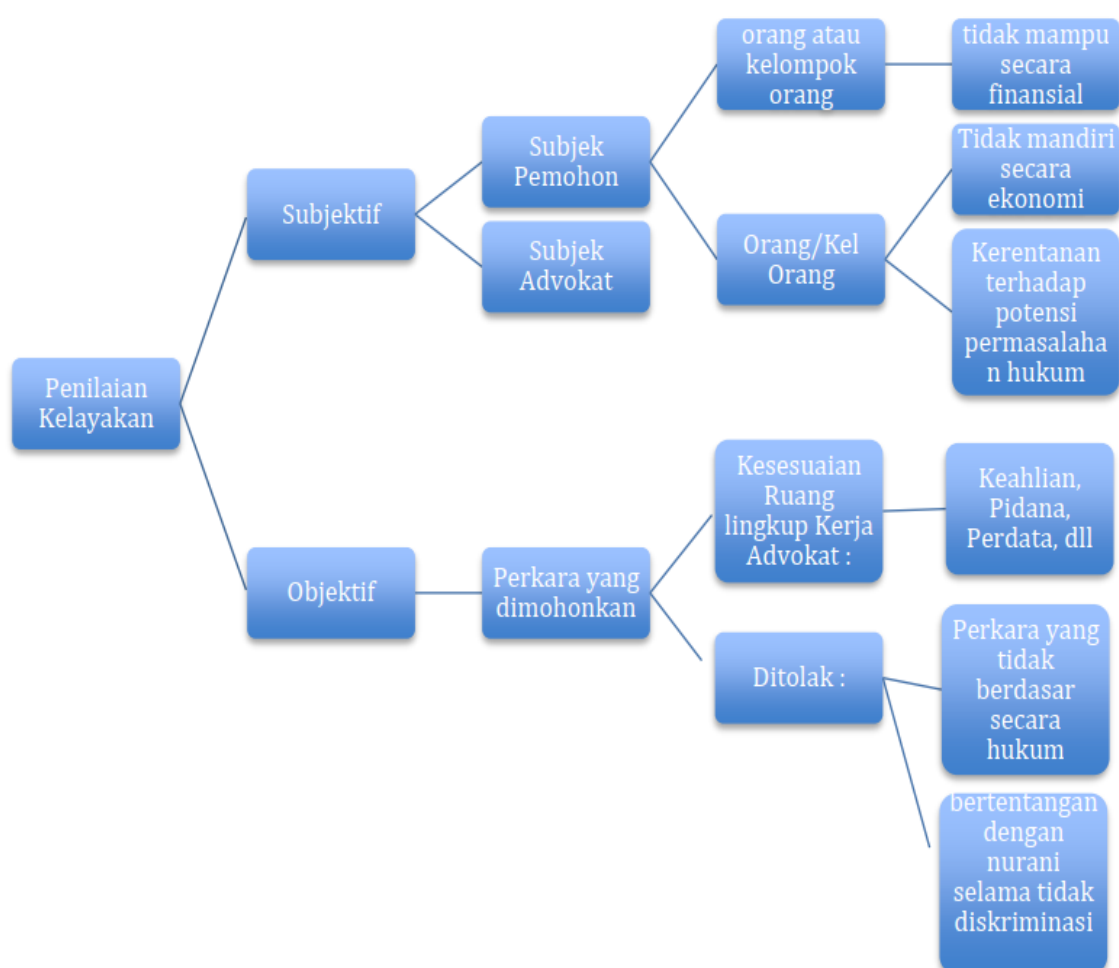 Penilaian
Kelayakan
Subjektif
Subjek
Pemohon
orang atau
kelompok
orang
tidak mampu
secara
finansial
Orang/Kel
Orang
Tidak mandiri
secara
ekonomi
Kerentanan
terhadap
potensi
permasalaha
n hukum
Subjek
Advokat
Objektif
Perkara yang
dimohonkan
Kesesuaian
Ruang
lingkup Kerja
Advokat :
Keahlian,
Pidana,
Perdata, dll
Ditolak :
Perkara yang
tidak
berdasar
secara
hukum
bertentangan
dengan
nurani
selama tidak
diskriminasi